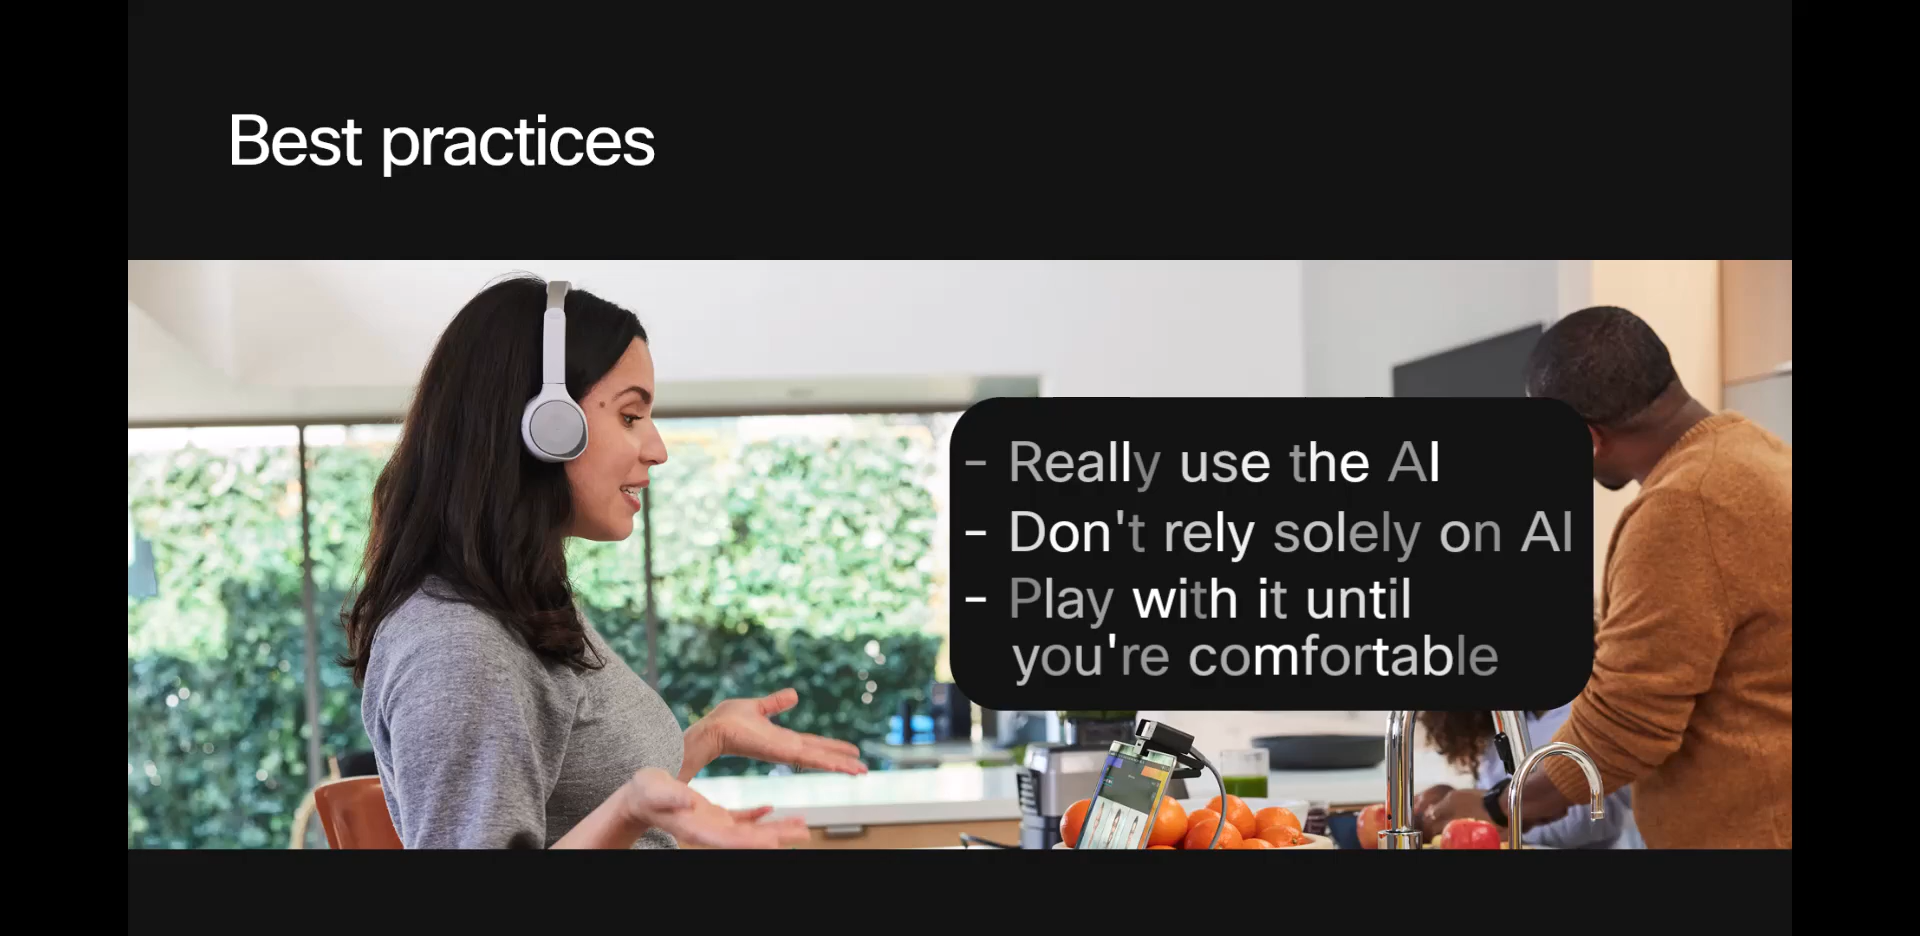 Best practices
- Really use the AI
- Don't rely solely on AI
- Play with it until
you're comfortable